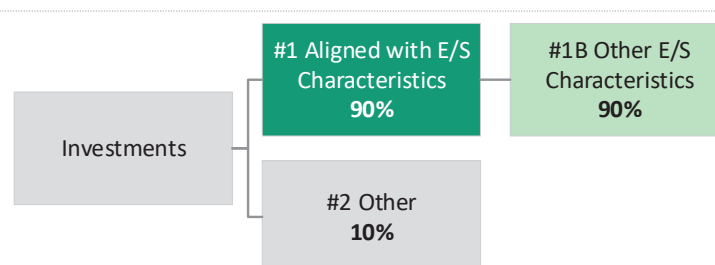 Investments
#1 Aligned with E/S
Characteristics
90%
#1B Other E/S
Characteristics
90%
#2 Other
10%